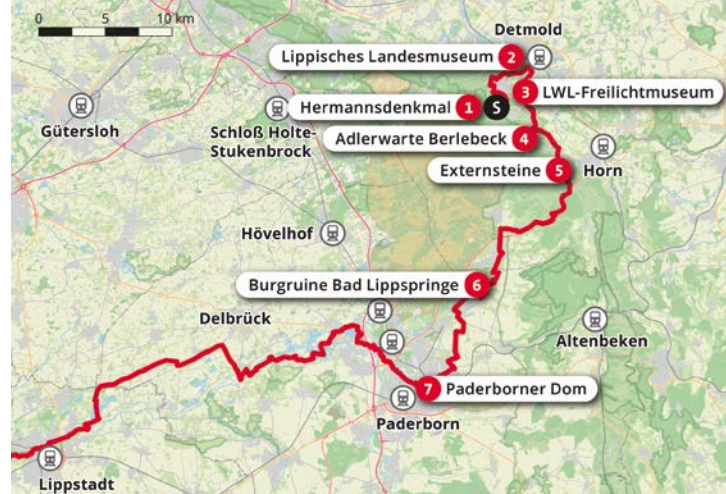 0 5 10 km
Detmold
Lippisches Landesmuseum 2
3 LWL-Freilichtmuseum
Gütersloh
Schloß Holte-
Stukenbrock
Hermannsdenkmal 1 S
Adlerwarte Berlebeck 4
Externsteine 5
Horn
Hövelhof
Burgruine Bad Lippspringe 6
Delbrück
Altenbeken
7 Paderborner Dom
Paderborn
Lippstadt